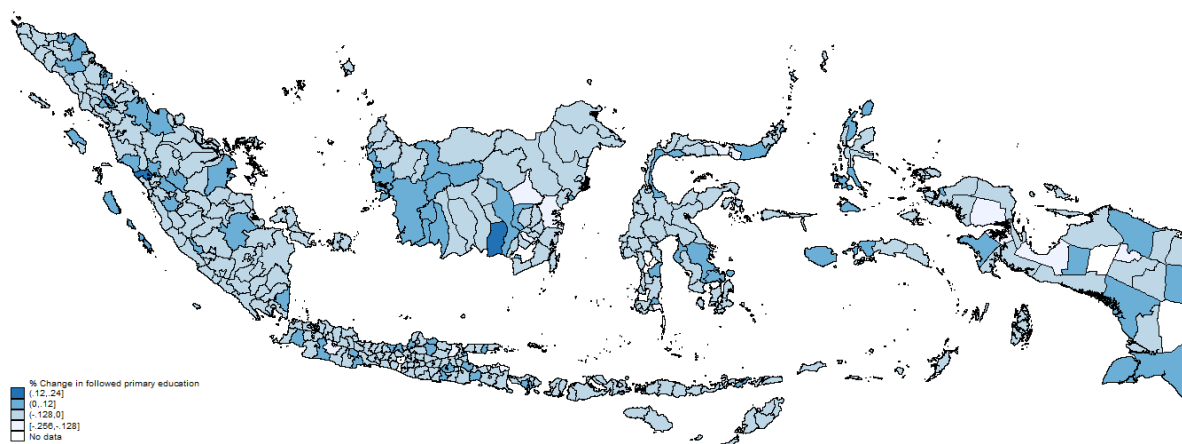 % Change in followed primary education
(.12,.24]
(0,.12]
(-.128,0]
[-.256,-.128]
No data